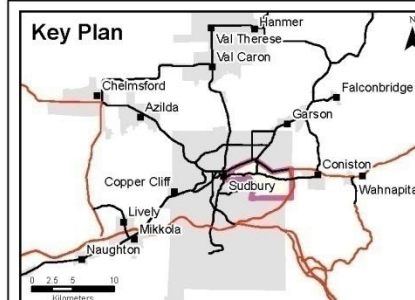 Key Plan
N
Hanmer
Val Therese
Val Caron
Chelmsford
Azilda
Falconbridge
Garson
Coniston
Wahnapita
Copper Cliff
Sudbury
Lively
Mikkola
Naughton
0 2.5 5 10
Kilometers